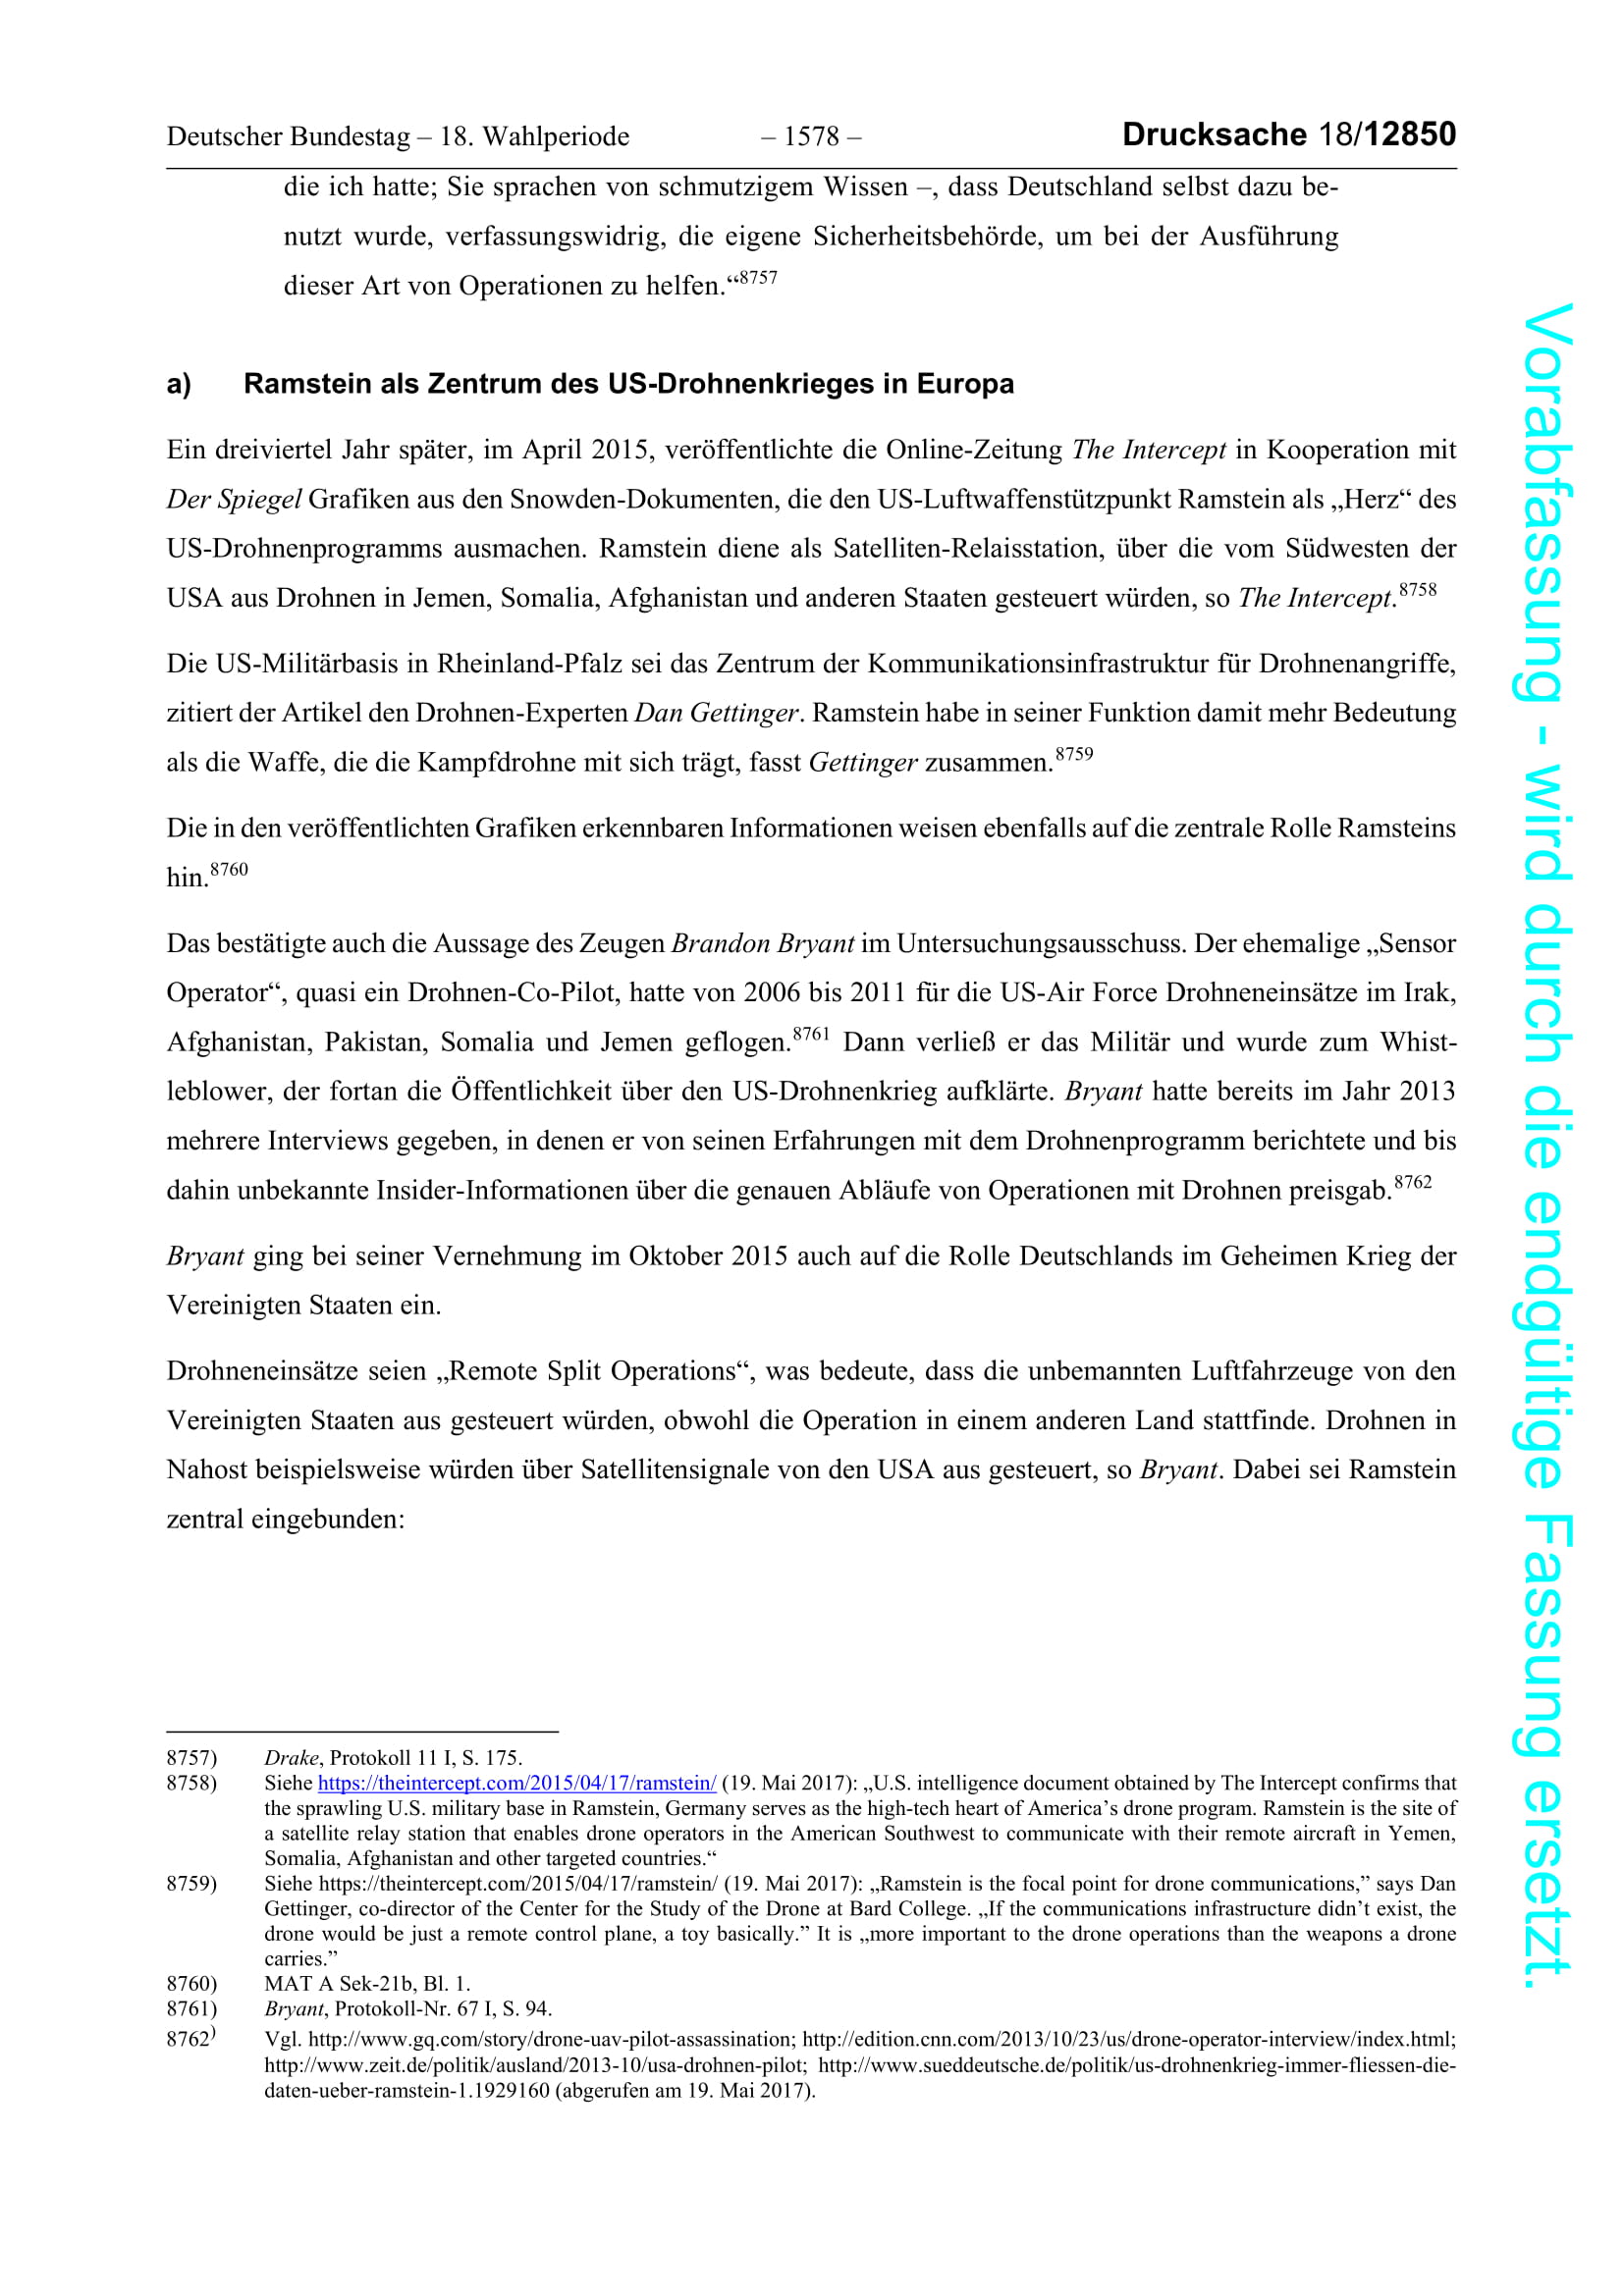 Deutscher Bundestag – 18. Wahlperiode – 1578 – Drucksache 18/12850
die ich hatte; Sie sprachen von schmutzigem Wissen –, dass Deutschland selbst dazu be-
nutzt wurde, verfassungswidrig, die eigene Sicherheitsbehörde, um bei der Ausführung
dieser Art von Operationen zu helfen.“8757
a) Ramstein als Zentrum des US-Drohnenkrieges in Europa
Ein dreiviertel Jahr später, im April 2015, veröffentlichte die Online-Zeitung The Intercept in Kooperation mit
Der Spiegel Grafiken aus den Snowden-Dokumenten, die den US-Luftwaffenstützpunkt Ramstein als „Herz“ des
US-Drohnenprogramms ausmachen. Ramstein diene als Satelliten-Relaisstation, über die vom Südwesten der
USA aus Drohnen in Jemen, Somalia, Afghanistan und anderen Staaten gesteuert würden, so The Intercept.8758
Die US-Militärbasis in Rheinland-Pfalz sei das Zentrum der Kommunikationsinfrastruktur für Drohnenangriffe,
zitiert der Artikel den Drohnen-Experten Dan Gettinger. Ramstein habe in seiner Funktion damit mehr Bedeutung
als die Waffe, die die Kampfdrohne mit sich trägt, fasst Gettinger zusammen.8759
Die in den veröffentlichten Grafiken erkennbaren Informationen weisen ebenfalls auf die zentrale Rolle Ramsteins
hin.8760
Das bestätigte auch die Aussage des Zeugen Brandon Bryant im Untersuchungsausschuss. Der ehemalige „Sensor
Operator“, quasi ein Drohnen-Co-Pilot, hatte von 2006 bis 2011 für die US-Air Force Drohneneinsätze im Irak,
Afghanistan, Pakistan, Somalia und Jemen geflogen.8761 Dann verließ er das Militär und wurde zum Whist-
leblower, der fortan die Öffentlichkeit über den US-Drohnenkrieg aufklärte. Bryant hatte bereits im Jahr 2013
mehrere Interviews gegeben, in denen er von seinen Erfahrungen mit dem Drohnenprogramm berichtete und bis
dahin unbekannte Insider-Informationen über die genauen Abläufe von Operationen mit Drohnen preisgab.8762
Bryant ging bei seiner Vernehmung im Oktober 2015 auch auf die Rolle Deutschlands im Geheimen Krieg der
Vereinigten Staaten ein.
Drohneneinsätze seien „Remote Split Operations“, was bedeute, dass die unbemannten Luftfahrzeuge von den
Vereinigten Staaten aus gesteuert würden, obwohl die Operation in einem anderen Land stattfinde. Drohnen in
Nahost beispielsweise würden über Satellitensignale von den USA aus gesteuert, so Bryant. Dabei sei Ramstein
zentral eingebunden:
8757) Drake, Protokoll 11 I, S. 175.
8758) Siehe https://theintercept.com/2015/04/17/ramstein/ (19. Mai 2017): „U.S. intelligence document obtained by The Intercept confirms that
the sprawling U.S. military base in Ramstein, Germany serves as the high-tech heart of America’s drone program. Ramstein is the site of
a satellite relay station that enables drone operators in the American Southwest to communicate with their remote aircraft in Yemen,
Somalia, Afghanistan and other targeted countries.“
8759) Siehe https://theintercept.com/2015/04/17/ramstein/ (19. Mai 2017): „Ramstein is the focal point for drone communications,” says Dan
Gettinger, co-director of the Center for the Study of the Drone at Bard College. „If the communications infrastructure didn’t exist, the
drone would be just a remote control plane, a toy basically.” It is „more important to the drone operations than the weapons a drone
carries.”
8760) MAT A Sek-21b, Bl. 1.
8761) Bryant, Protokoll-Nr. 67 I, S. 94.
8762) Vgl. http://www.gq.com/story/drone-uav-pilot-assassination; http://edition.cnn.com/2013/10/23/us/drone-operator-interview/index.html;
http://www.zeit.de/politik/ausland/2013-10/usa-drohnen-pilot; http://www.sueddeutsche.de/politik/us-drohnenkrieg-immer-fliessen-die-
daten-ueber-ramstein-1.1929160 (abgerufen am 19. Mai 2017).
Vorabfassung - wird durch die endgültige Fassung ersetzt.